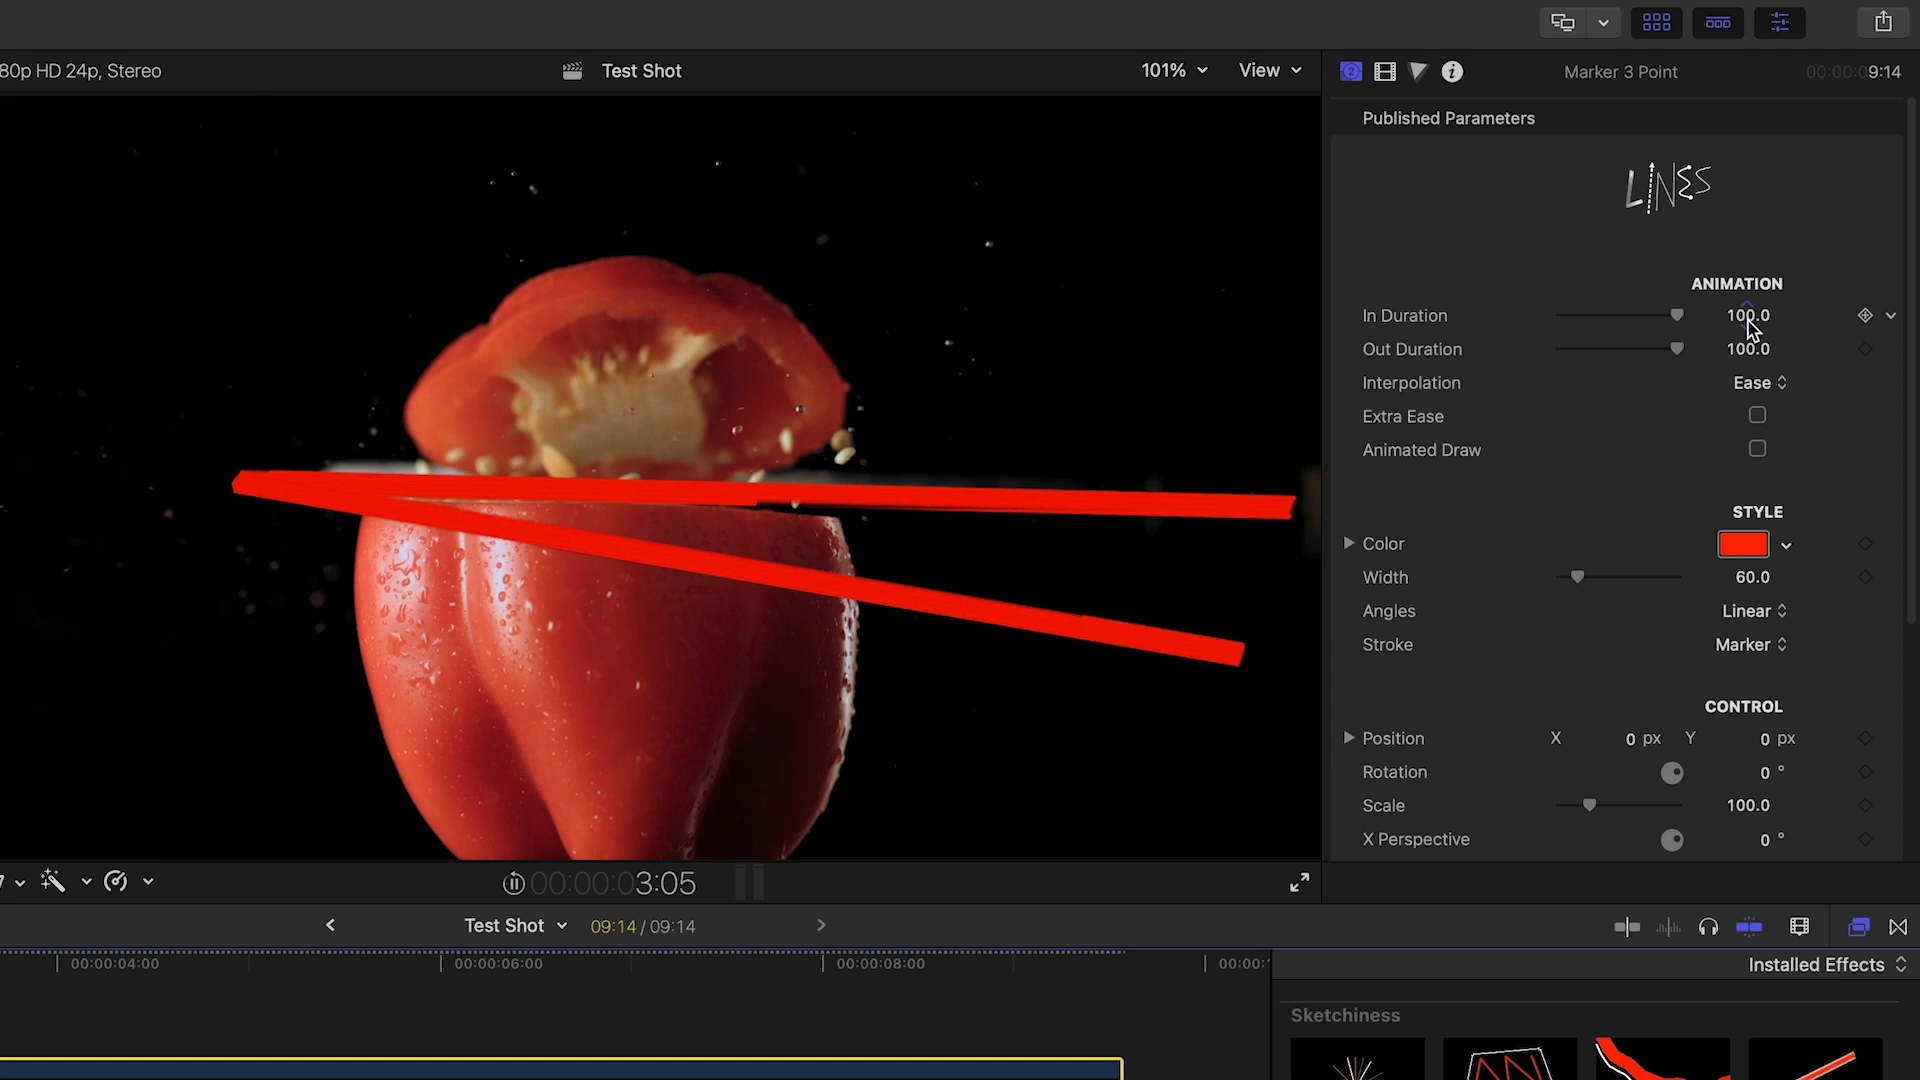 80p HD 24p, Stereo
Test Shot
101%
View
Marker 3 Point
00:00:09:14
Published Parameters
LINES
ANIMATION
In Duration 100.0
Out Duration 100.0
Interpolation Ease
Extra Ease
Animated Draw
STYLE
Color
Width 60.0
Angles Linear
Stroke Marker
CONTROL
Position X 0 px Y 0 px
Rotation 0 °
Scale 100.0
X Perspective 0 °
00:00:03:05
Test Shot 09:14 / 09:14
00:00:04:00
00:00:06:00
00:00:08:00
00:00:
Installed Effects
Sketchiness